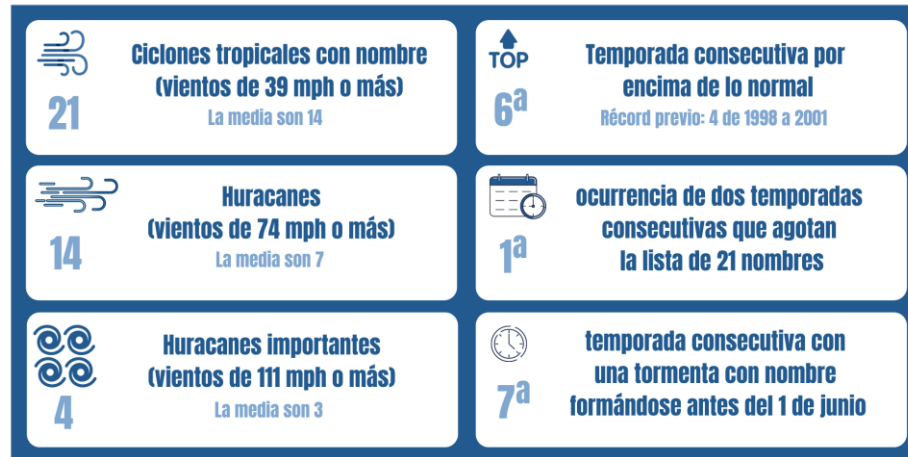 Ciclones tropicales con nombre
(vientos de 39 mph o más)
21
La media son 14
TOP
Temporada consecutiva por
encima de lo normal
6ª
Récord previo: 4 de 1998 a 2001
Huracanes
(vientos de 74 mph o más)
14
La media son 7
ocurrencia de dos temporadas
consecutivas que agotan
la lista de 21 nombres
1ª
Huracanes importantes
(vientos de 111 mph o más)
4
La media son 3
temporada consecutiva con
una tormenta con nombre
formándose antes del 1 de junio
7ª